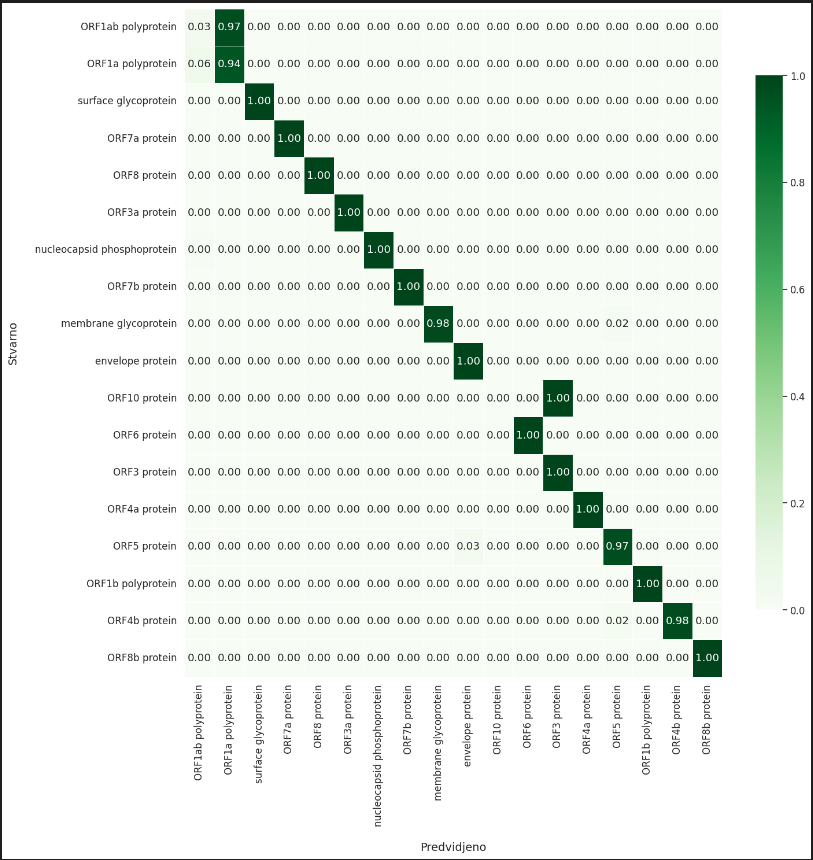 ORF1ab polyprotein 0.03 0.97 0.00 0.00 0.00 0.00 0.00 0.00 0.00 0.00 0.00 0.00 0.00 0.00 0.00 0.00 0.00 0.00
ORF1a polyprotein 0.06 0.94 0.00 0.00 0.00 0.00 0.00 0.00 0.00 0.00 0.00 0.00 0.00 0.00 0.00 0.00 0.00 0.00
surface glycoprotein 0.00 0.00 1.00 0.00 0.00 0.00 0.00 0.00 0.00 0.00 0.00 0.00 0.00 0.00 0.00 0.00 0.00 0.00
ORF7a protein 0.00 0.00 0.00 1.00 0.00 0.00 0.00 0.00 0.00 0.00 0.00 0.00 0.00 0.00 0.00 0.00 0.00 0.00
ORF8 protein 0.00 0.00 0.00 0.00 1.00 0.00 0.00 0.00 0.00 0.00 0.00 0.00 0.00 0.00 0.00 0.00 0.00 0.00
ORF3a protein 0.00 0.00 0.00 0.00 0.00 1.00 0.00 0.00 0.00 0.00 0.00 0.00 0.00 0.00 0.00 0.00 0.00 0.00
nucleocapsid phosphoprotein 0.00 0.00 0.00 0.00 0.00 0.00 1.00 0.00 0.00 0.00 0.00 0.00 0.00 0.00 0.00 0.00 0.00 0.00
ORF7b protein 0.00 0.00 0.00 0.00 0.00 0.00 0.00 1.00 0.00 0.00 0.00 0.00 0.00 0.00 0.00 0.00 0.00 0.00
membrane glycoprotein 0.00 0.00 0.00 0.00 0.00 0.00 0.00 0.00 0.98 0.00 0.00 0.00 0.00 0.00 0.02 0.00 0.00 0.00
envelope protein 0.00 0.00 0.00 0.00 0.00 0.00 0.00 0.00 0.00 1.00 0.00 0.00 0.00 0.00 0.00 0.00 0.00 0.00
ORF10 protein 0.00 0.00 0.00 0.00 0.00 0.00 0.00 0.00 0.00 0.00 0.00 0.00 1.00 0.00 0.00 0.00 0.00 0.00
ORF6 protein 0.00 0.00 0.00 0.00 0.00 0.00 0.00 0.00 0.00 0.00 0.00 1.00 0.00 0.00 0.00 0.00 0.00 0.00
ORF3 protein 0.00 0.00 0.00 0.00 0.00 0.00 0.00 0.00 0.00 0.00 0.00 0.00 1.00 0.00 0.00 0.00 0.00 0.00
ORF4a protein 0.00 0.00 0.00 0.00 0.00 0.00 0.00 0.00 0.00 0.00 0.00 0.00 0.00 1.00 0.00 0.00 0.00 0.00
ORF5 protein 0.00 0.00 0.00 0.00 0.00 0.00 0.00 0.00 0.00 0.03 0.00 0.00 0.00 0.00 0.97 0.00 0.00 0.00
ORF1b polyprotein 0.00 0.00 0.00 0.00 0.00 0.00 0.00 0.00 0.00 0.00 0.00 0.00 0.00 0.00 0.00 1.00 0.00 0.00
ORF4b protein 0.00 0.00 0.00 0.00 0.00 0.00 0.00 0.00 0.00 0.00 0.00 0.00 0.00 0.00 0.02 0.00 0.98 0.00
ORF8b protein 0.00 0.00 0.00 0.00 0.00 0.00 0.00 0.00 0.00 0.00 0.00 0.00 0.00 0.00 0.00 0.00 0.00 1.00
Stvarno
ORF1ab polyprotein
ORF1a polyprotein
surface glycoprotein
ORF7a protein
ORF8 protein
ORF3a protein
nucleocapsid phosphoprotein
ORF7b protein
membrane glycoprotein
envelope protein
ORF10 protein
ORF6 protein
ORF3 protein
ORF4a protein
ORF5 protein
ORF1b polyprotein
ORF4b protein
ORF8b protein
Predvidjeno
1.0
0.8
0.6
0.4
0.2
0.0